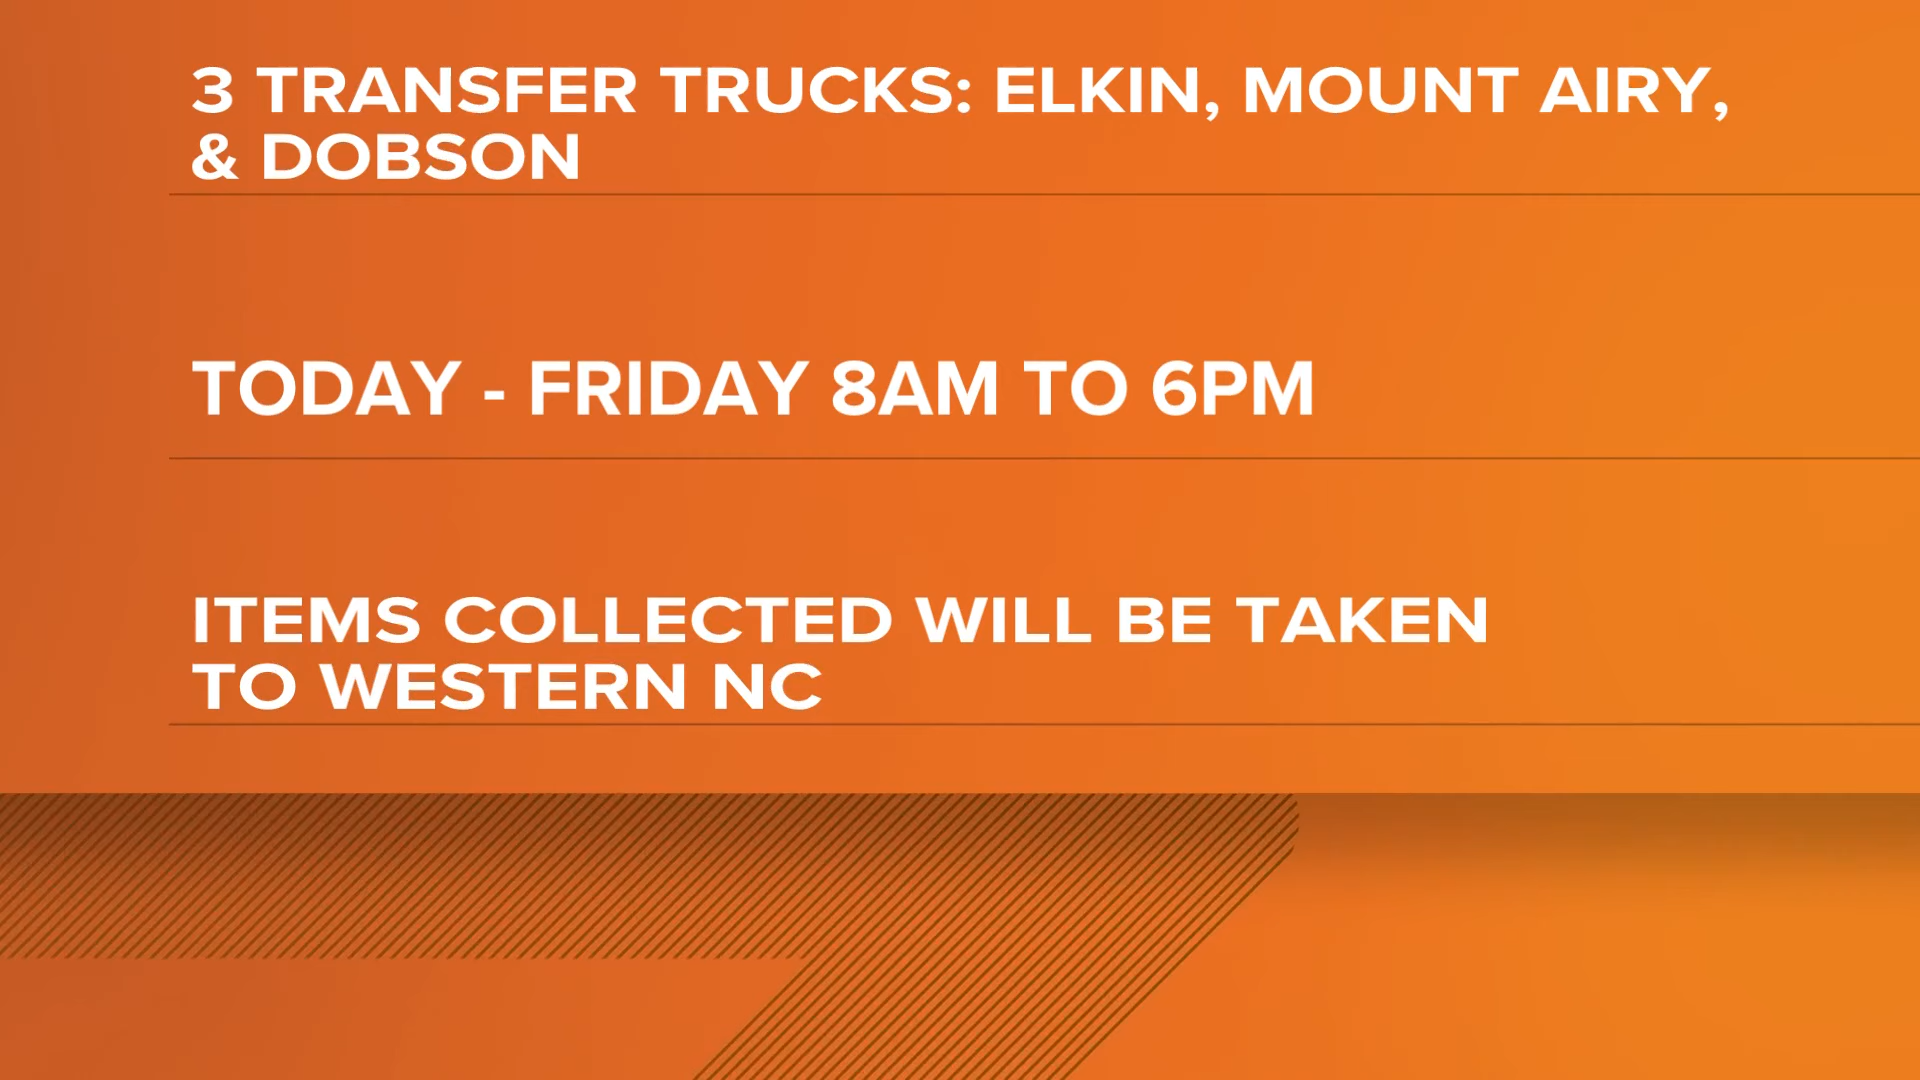 3 TRANSFER TRUCKS: ELKIN, MOUNT AIRY,
& DOBSON
TODAY - FRIDAY 8AM TO 6PM
ITEMS COLLECTED WILL BE TAKEN
TO WESTERN NC